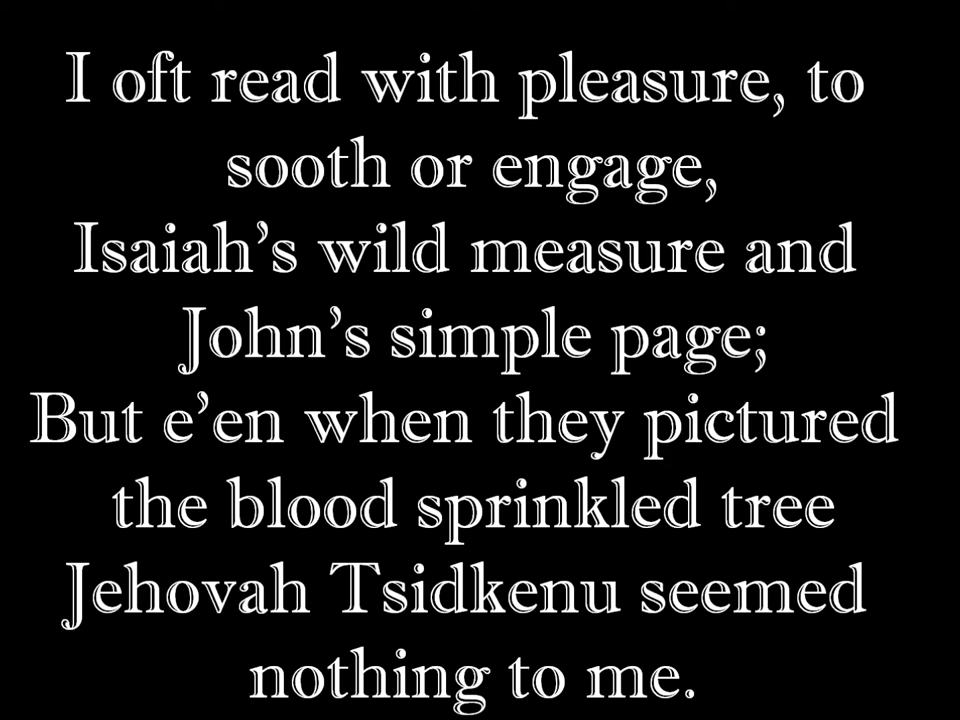 I oft read with pleasure, to
sooth or engage,
Isaiah’s wild measure and
John’s simple page;
But e’en when they pictured
the blood sprinkled tree
Jehovah Tsidkenu seemed
nothing to me.